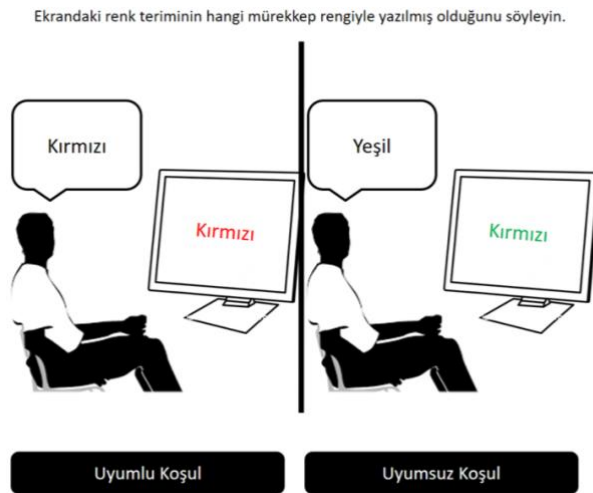 Ekrandaki renk teriminin hangi mürekkep rengiyle yazılmış olduğunu söyleyin.
Kırmızı
Kırmızı
Uyumlu Koşul
Yeşil
Kırmızı
Uyumsuz Koşul